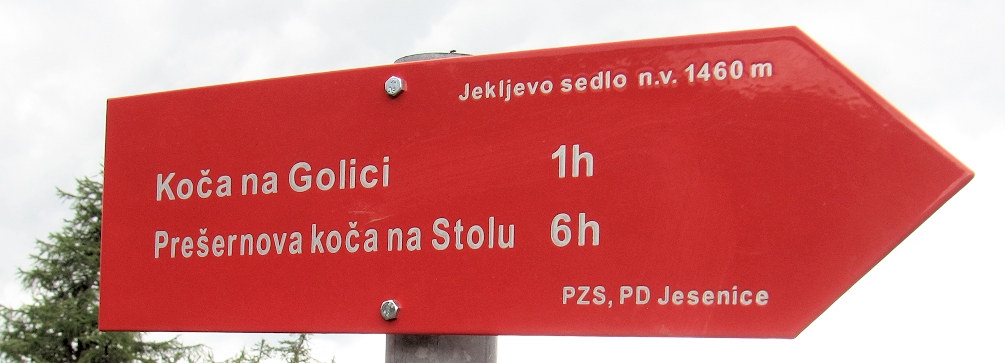 Jekljevo sedlo n.v. 1460 m
Koča na Golici 1h
Prešernova koča na Stolu 6h
PZS, PD Jesenice